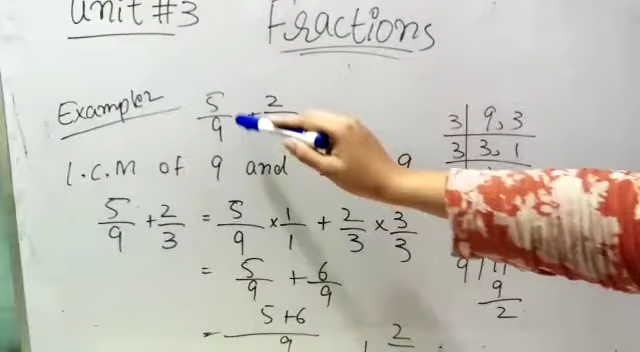 Unit #3
Fractions
Example 2
5/9 + 2
L.C.M of 9 and 9
5/9 + 2/3 = 5/9 × 1/1 + 2/3 × 3/3
= 5/9 + 6/9
= 5+6/9
2
3 | 9, 3
3 | 3, 1
9
9
2